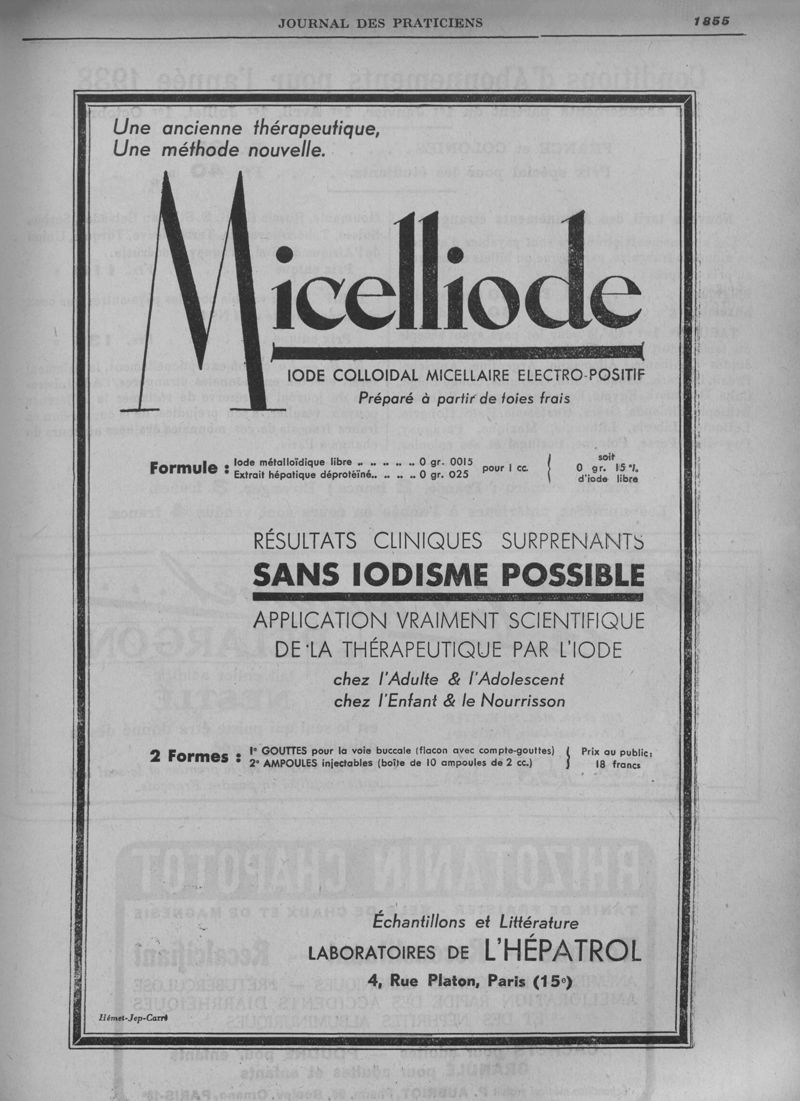 JOURNAL DES PRATICIENS 1855
Une ancienne thérapeutique,
Une méthode nouvelle.
Micelliode
IODE COLLOIDAL MICELLAIRE ELECTRO-POSITIF
Préparé à partir de foies frais
Formule : Iode métalloïdique libre .. .. .. .. .. 0 gr. 0015
Extrait hépatique déprotéïné.. .. .. .. 0 gr. 025
pour 1 cc.
soit
0 gr. 15 %
d'iode libre
RÉSULTATS CLINIQUES SURPRENANTS
SANS IODISME POSSIBLE
APPLICATION VRAIMENT SCIENTIFIQUE
DE LA THÉRAPEUTIQUE PAR L'IODE
chez l'Adulte & l'Adolescent
chez l'Enfant & le Nourrisson
2 Formes : 1° GOUTTES pour la voie buccale (flacon avec compte-gouttes)
2° AMPOULES injectables (boîte de 10 ampoules de 2 cc.)
Prix au public:
18 francs
Échantillons et Littérature
LABORATOIRES DE L'HÉPATROL
4, Rue Platon, Paris (15e)
Hémet-Jep-Carré